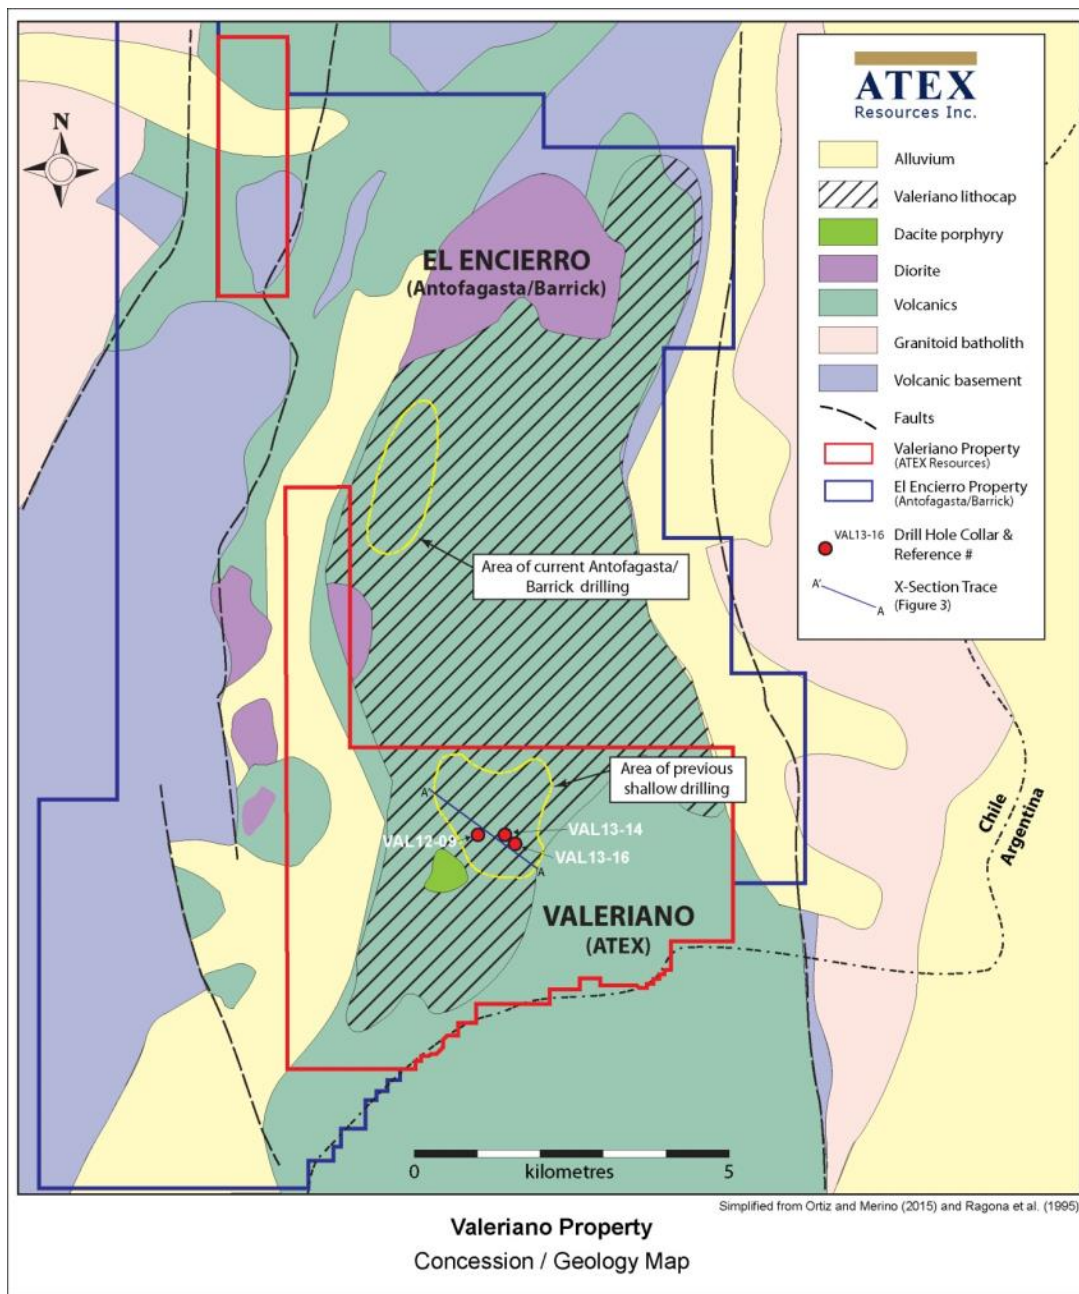 ATEX
Resources Inc.
Alluvium
Valeriano lithocap
Dacite porphyry
Diorite
Volcanics
Granitoid batholith
Volcanic basement
Faults
Valeriano Property
(ATEX Resources)
El Encierro Property
(Antofagasta/Barrick)
VAL13-16
Drill Hole Collar &
Reference #
A'
A
X-Section Trace
(Figure 3)
N
EL ENCIERRO
(Antofagasta/Barrick)
Area of current Antofagasta/
Barrick drilling
Area of previous
shallow drilling
A'
VAL12-09
VAL13-14
VAL13-16
A
VALERIANO
(ATEX)
Chile
Argentina
0
kilometres
5
Simplified from Ortiz and Merino (2015) and Ragona et al. (1995)
Valeriano Property
Concession / Geology Map